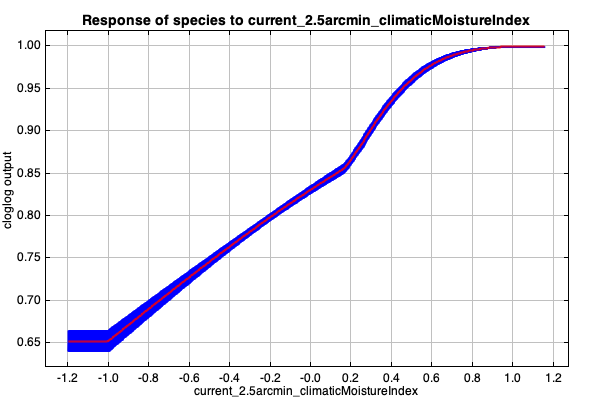 Response of species to current_2.5arcmin_climaticMoistureIndex
1.00
0.95
0.90
0.85
0.80
0.75
0.70
0.65
cloglog output
-1.2 -1.0 -0.8 -0.6 -0.4 -0.2 -0.0 0.2 0.4 0.6 0.8 1.0 1.2
current_2.5arcmin_climaticMoistureIndex